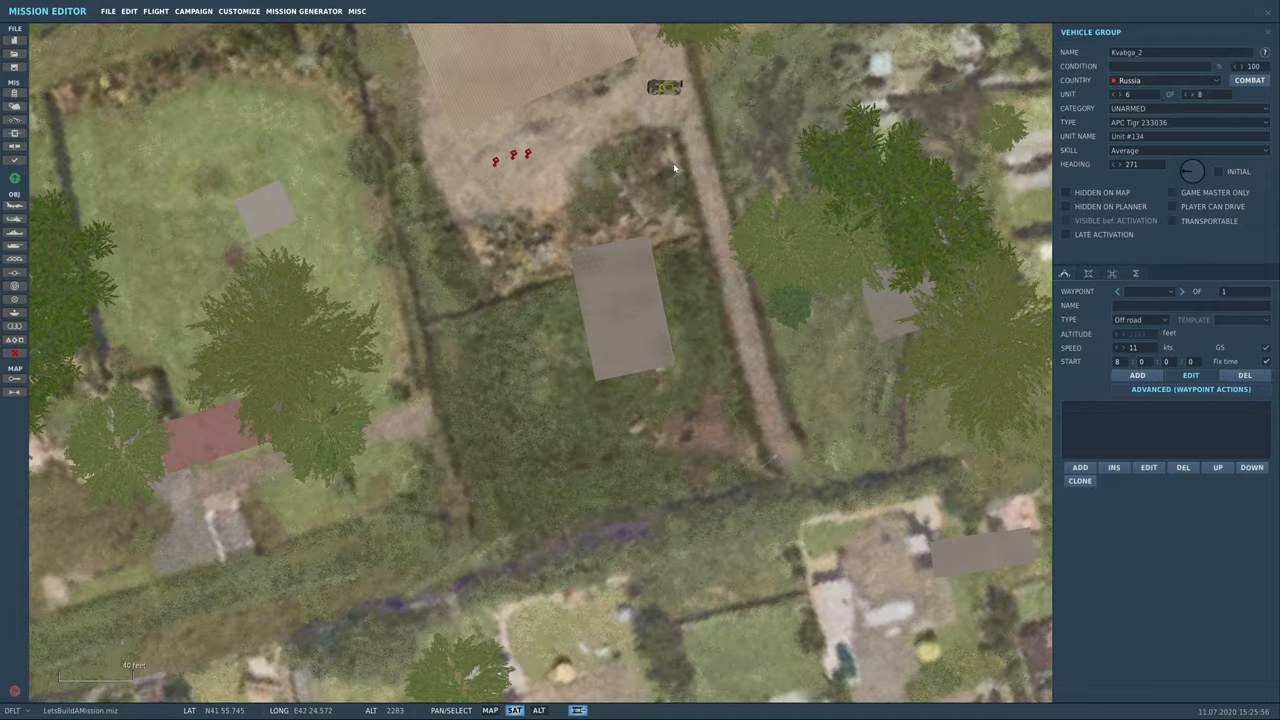 MISSION EDITOR FILE EDIT FLIGHT CAMPAIGN CUSTOMIZE MISSION GENERATOR MISC
FILE
MIS
OBJ
MAP
VEHICLE GROUP
NAME Kvabga_2 ?
CONDITION % 100
COUNTRY Russia COMBAT
UNIT 6 OF 8
CATEGORY UNARMED
TYPE APC Tigr 233036
UNIT NAME Unit #134
SKILL Average
HEADING 271 INITIAL
HIDDEN ON MAP GAME MASTER ONLY
HIDDEN ON PLANNER PLAYER CAN DRIVE
VISIBLE bef. ACTIVATION TRANSPORTABLE
LATE ACTIVATION
WAYPOINT OF 1
NAME
TYPE Off road TEMPLATE
ALTITUDE 2283 feet
SPEED 11 kts GS
START 8 : 0 : 0 / 0 Fix time
ADD EDIT DEL
ADVANCED (WAYPOINT ACTIONS)
ADD INS EDIT DEL UP DOWN
CLONE
40 feet
DFLT LetsBuildAMission.miz LAT N41 55.745 LONG E42 24.572 ALT 2283 PAN/SELECT MAP SAT ALT 11.07.2020 15:25:56